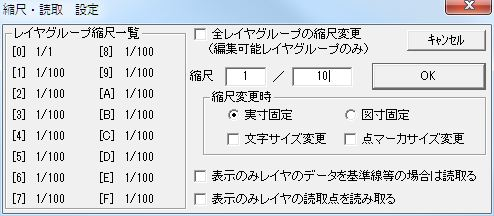 縮尺・読取　設定
レイヤグループ縮尺一覧
[0] 1/1 [8] 1/100
[1] 1/100 [9] 1/100
[2] 1/100 [A] 1/100
[3] 1/100 [B] 1/100
[4] 1/100 [C] 1/100
[5] 1/100 [D] 1/100
[6] 1/100 [E] 1/100
[7] 1/100 [F] 1/100
全レイヤグループの縮尺変更
(編集可能レイヤグループのみ)
キャンセル
縮尺 1 ／ 10
OK
縮尺変更時
実寸固定 図寸固定
文字サイズ変更 点マーカサイズ変更
表示のみレイヤのデータを基準線等の場合は読取る
表示のみレイヤの読取点を読み取る